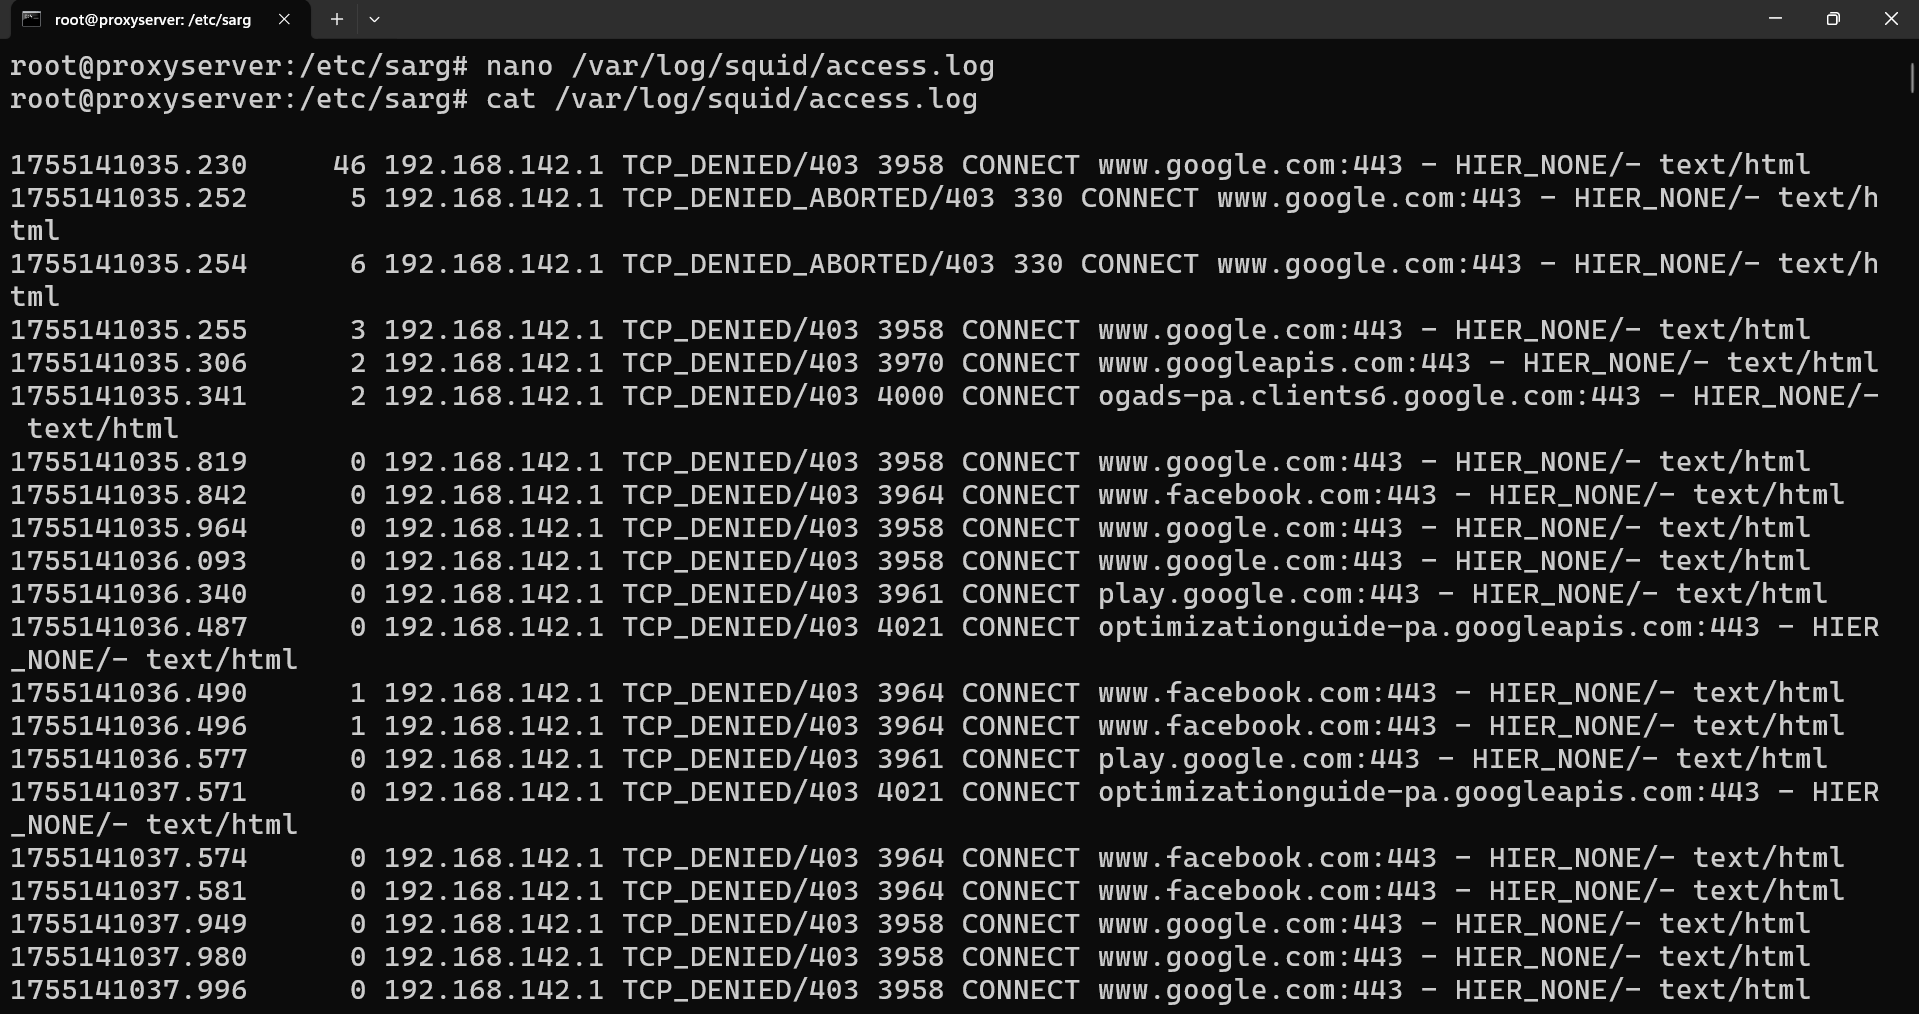 root@proxyserver: /etc/sarg
root@proxyserver:/etc/sarg# nano /var/log/squid/access.log
root@proxyserver:/etc/sarg# cat /var/log/squid/access.log
1755141035.230     46 192.168.142.1 TCP_DENIED/403 3958 CONNECT www.google.com:443 - HIER_NONE/- text/html
1755141035.252      5 192.168.142.1 TCP_DENIED_ABORTED/403 330 CONNECT www.google.com:443 - HIER_NONE/- text/h
tml
1755141035.254      6 192.168.142.1 TCP_DENIED_ABORTED/403 330 CONNECT www.google.com:443 - HIER_NONE/- text/h
tml
1755141035.255      3 192.168.142.1 TCP_DENIED/403 3958 CONNECT www.google.com:443 - HIER_NONE/- text/html
1755141035.306      2 192.168.142.1 TCP_DENIED/403 3970 CONNECT www.googleapis.com:443 - HIER_NONE/- text/html
1755141035.341      2 192.168.142.1 TCP_DENIED/403 4000 CONNECT ogads-pa.clients6.google.com:443 - HIER_NONE/-
 text/html
1755141035.819      0 192.168.142.1 TCP_DENIED/403 3958 CONNECT www.google.com:443 - HIER_NONE/- text/html
1755141035.842      0 192.168.142.1 TCP_DENIED/403 3964 CONNECT www.facebook.com:443 - HIER_NONE/- text/html
1755141035.964      0 192.168.142.1 TCP_DENIED/403 3958 CONNECT www.google.com:443 - HIER_NONE/- text/html
1755141036.093      0 192.168.142.1 TCP_DENIED/403 3958 CONNECT www.google.com:443 - HIER_NONE/- text/html
1755141036.340      0 192.168.142.1 TCP_DENIED/403 3961 CONNECT play.google.com:443 - HIER_NONE/- text/html
1755141036.487      0 192.168.142.1 TCP_DENIED/403 4021 CONNECT optimizationguide-pa.googleapis.com:443 - HIER
_NONE/- text/html
1755141036.490      1 192.168.142.1 TCP_DENIED/403 3964 CONNECT www.facebook.com:443 - HIER_NONE/- text/html
1755141036.496      1 192.168.142.1 TCP_DENIED/403 3964 CONNECT www.facebook.com:443 - HIER_NONE/- text/html
1755141036.577      0 192.168.142.1 TCP_DENIED/403 3961 CONNECT play.google.com:443 - HIER_NONE/- text/html
1755141037.571      0 192.168.142.1 TCP_DENIED/403 4021 CONNECT optimizationguide-pa.googleapis.com:443 - HIER
_NONE/- text/html
1755141037.574      0 192.168.142.1 TCP_DENIED/403 3964 CONNECT www.facebook.com:443 - HIER_NONE/- text/html
1755141037.581      0 192.168.142.1 TCP_DENIED/403 3964 CONNECT www.facebook.com:443 - HIER_NONE/- text/html
1755141037.949      0 192.168.142.1 TCP_DENIED/403 3958 CONNECT www.google.com:443 - HIER_NONE/- text/html
1755141037.980      0 192.168.142.1 TCP_DENIED/403 3958 CONNECT www.google.com:443 - HIER_NONE/- text/html
1755141037.996      0 192.168.142.1 TCP_DENIED/403 3958 CONNECT www.google.com:443 - HIER_NONE/- text/html